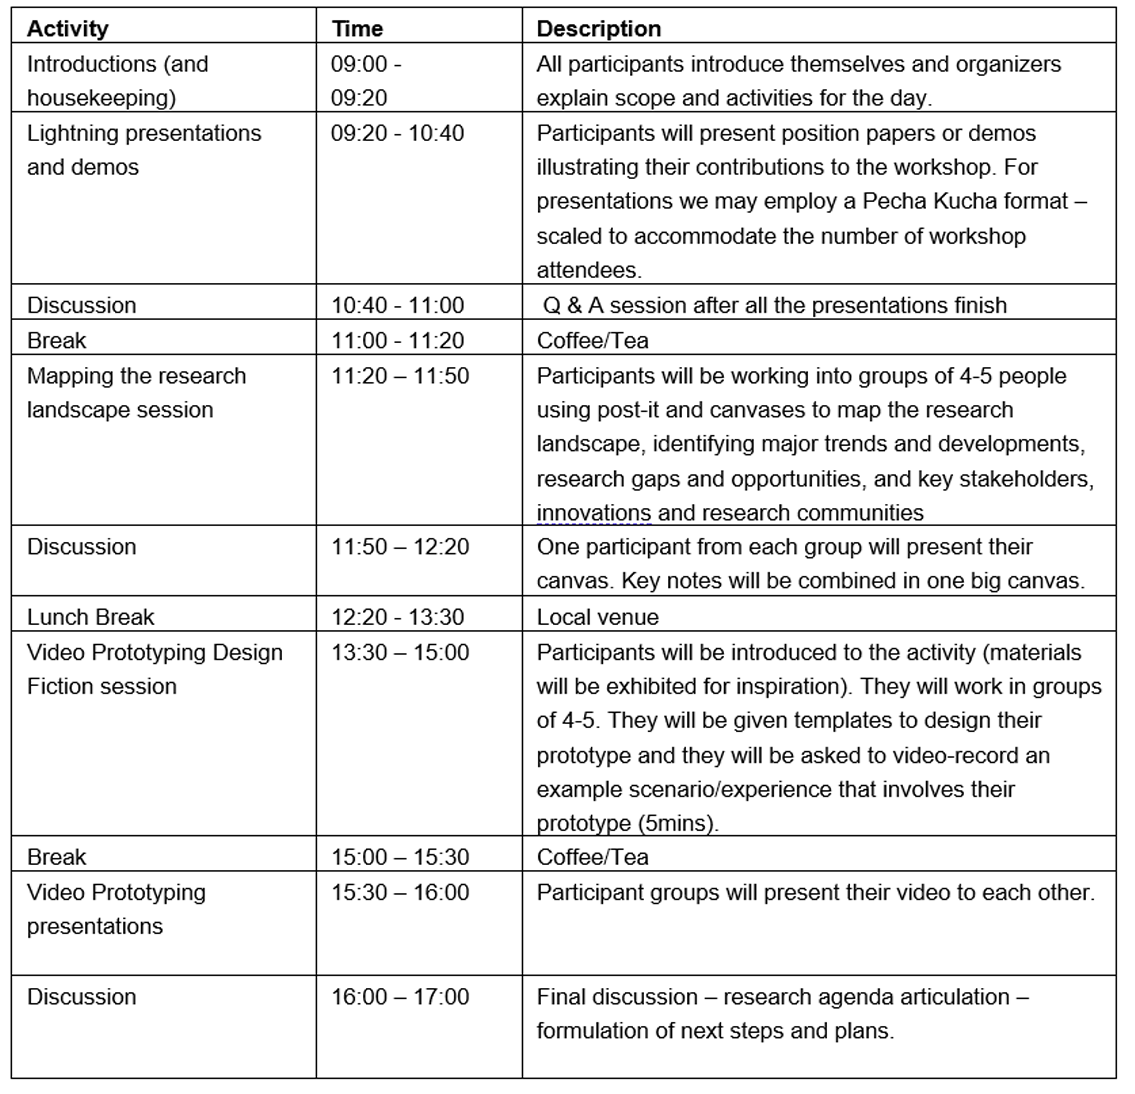 Activity Time Description
Introductions (and 09:00 - All participants introduce themselves and organizers
housekeeping) 09:20 explain scope and activities for the day.
Lightning presentations 09:20 - 10:40 Participants will present position papers or demos
and demos illustrating their contributions to the workshop. For
presentations we may employ a Pecha Kucha format –
scaled to accommodate the number of workshop
attendees.
Discussion 10:40 - 11:00 Q & A session after all the presentations finish
Break 11:00 - 11:20 Coffee/Tea
Mapping the research 11:20 – 11:50 Participants will be working into groups of 4-5 people
landscape session using post-it and canvases to map the research
landscape, identifying major trends and developments,
research gaps and opportunities, and key stakeholders,
innovations and research communities
Discussion 11:50 – 12:20 One participant from each group will present their
canvas. Key notes will be combined in one big canvas.
Lunch Break 12:20 - 13:30 Local venue
Video Prototyping Design 13:30 – 15:00 Participants will be introduced to the activity (materials
Fiction session will be exhibited for inspiration). They will work in groups
of 4-5. They will be given templates to design their
prototype and they will be asked to video-record an
example scenario/experience that involves their
prototype (5mins).
Break 15:00 – 15:30 Coffee/Tea
Video Prototyping 15:30 – 16:00 Participant groups will present their video to each other.
presentations
Discussion 16:00 – 17:00 Final discussion – research agenda articulation –
formulation of next steps and plans.